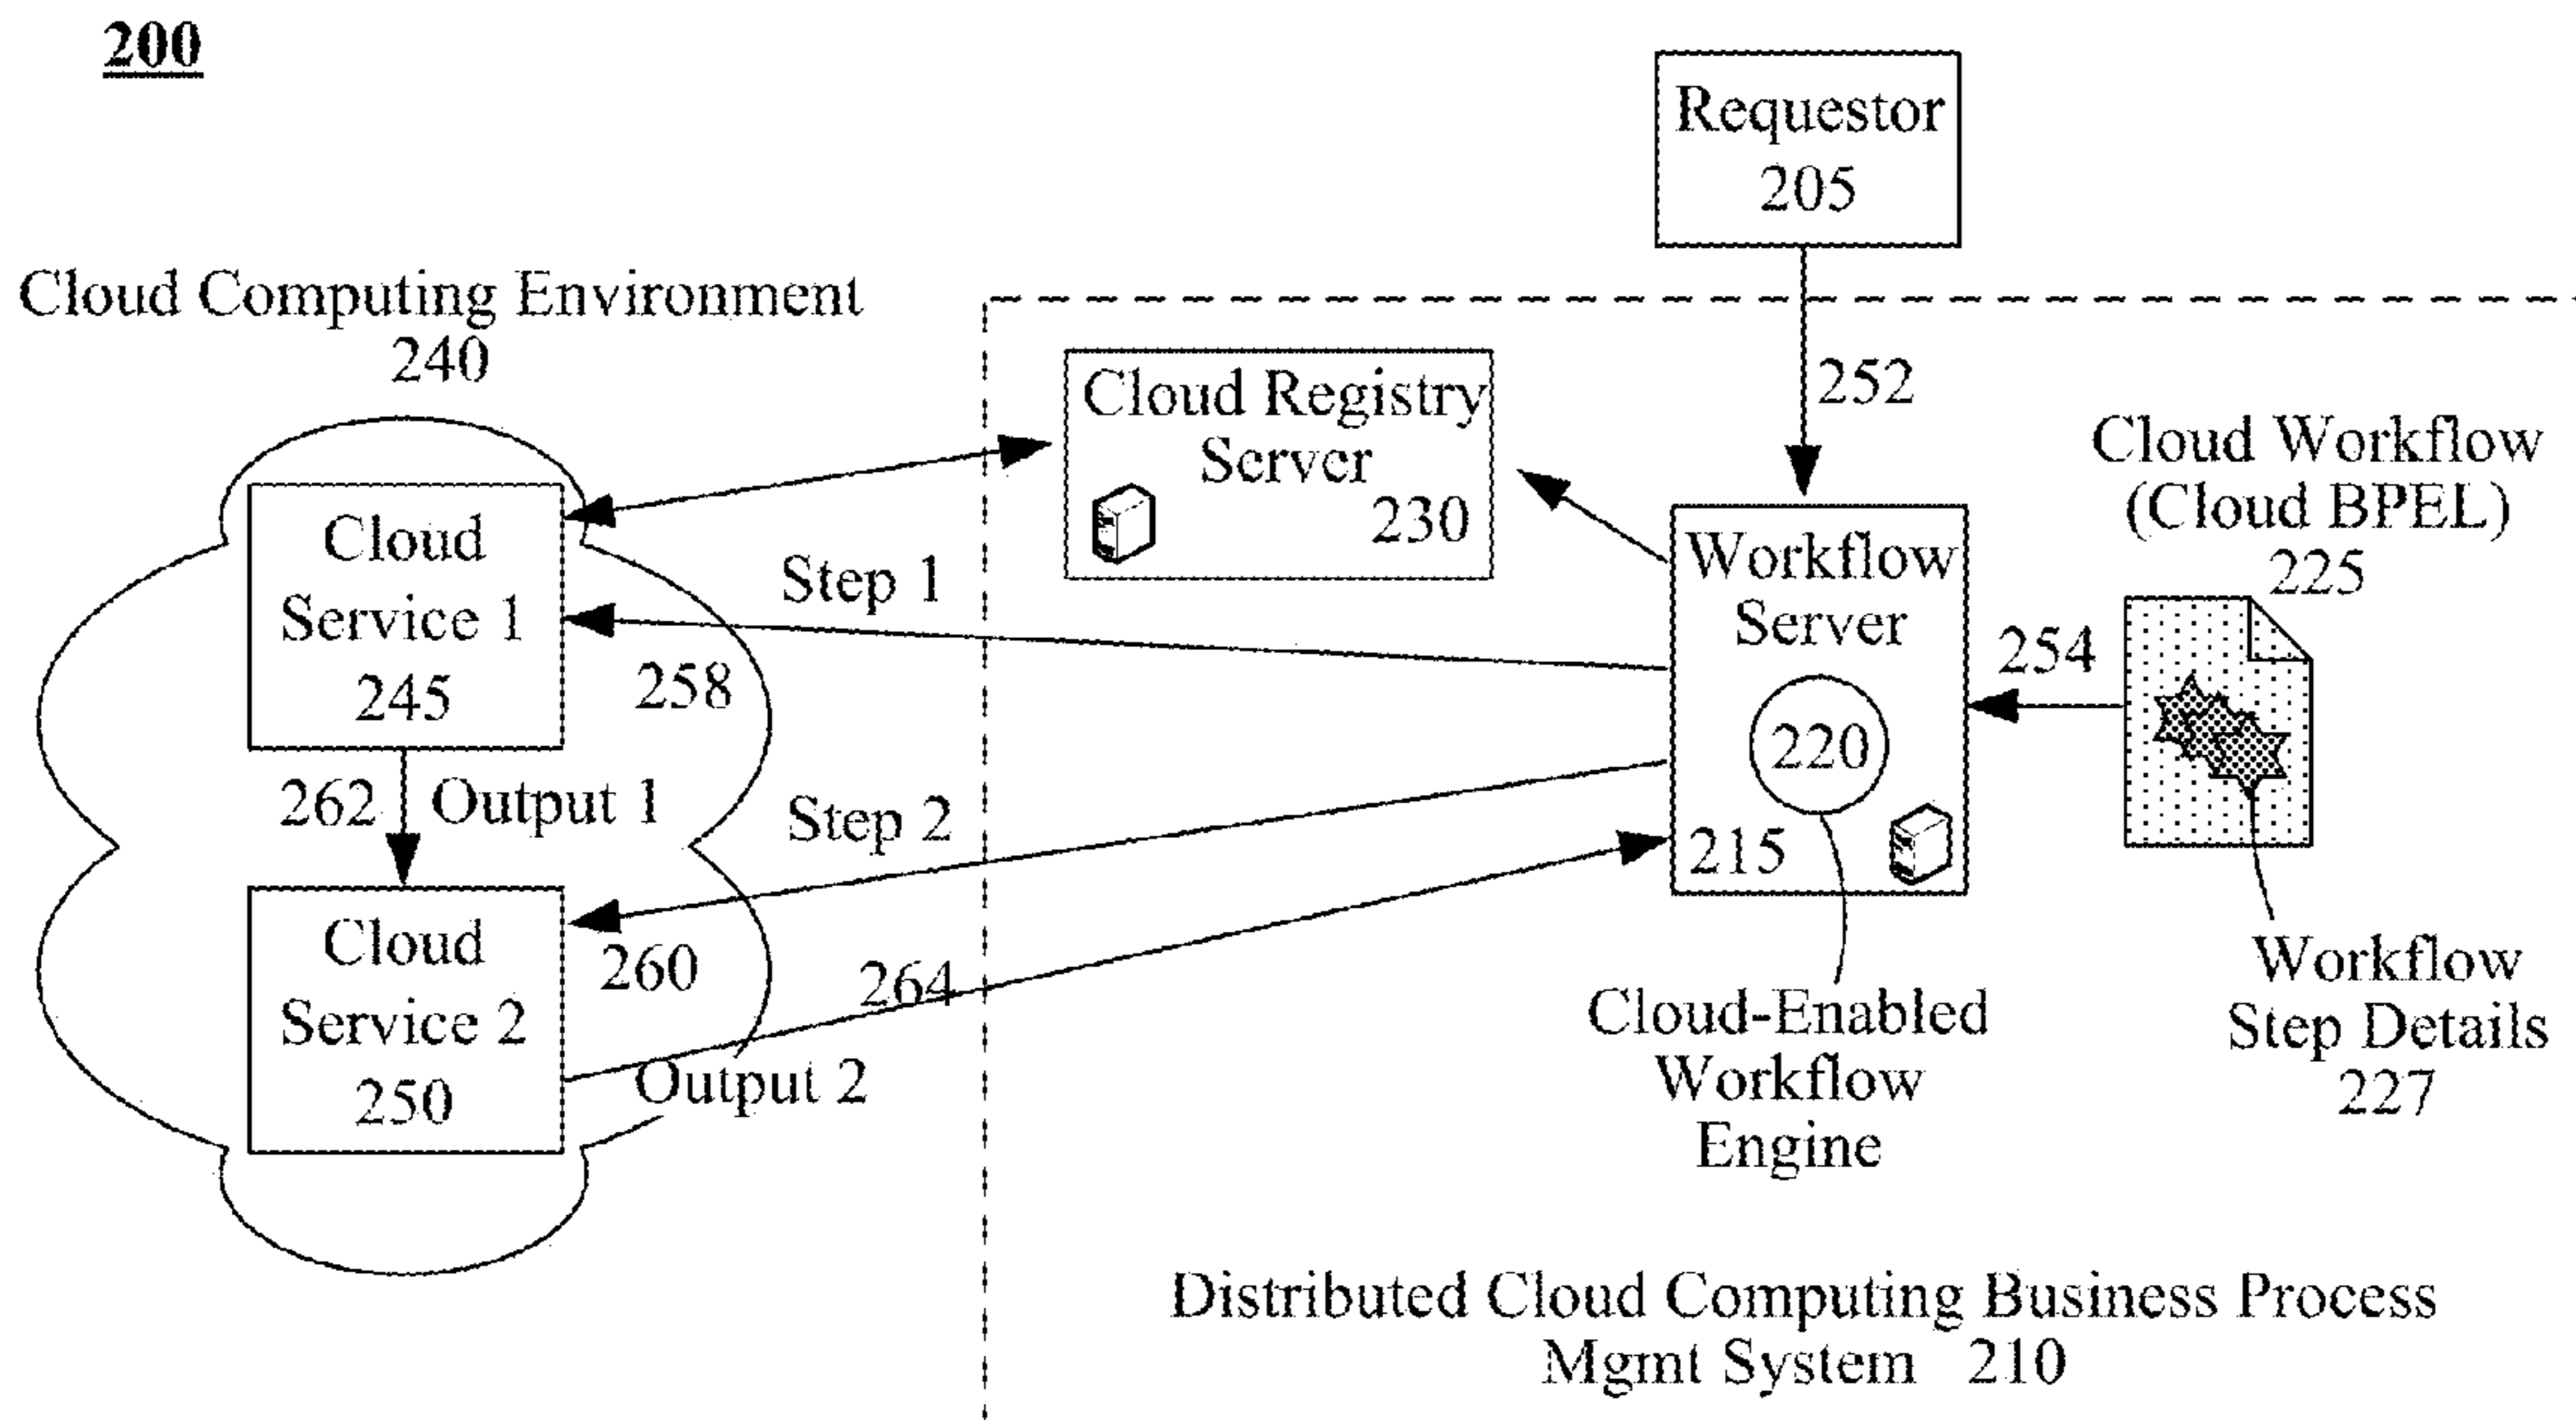 200
Requestor
205
Cloud Computing Environment
240
252
Cloud Registry
Server
230
Cloud Workflow
(Cloud BPEL)
225
Cloud
Service 1
245
Step 1
258
Workflow
Server
220
215
254
262
Output 1
Step 2
Cloud
Service 2
250
260
264
Output 2
Cloud-Enabled
Workflow
Engine
Workflow
Step Details
227
Distributed Cloud Computing Business Process
Mgmt System 210